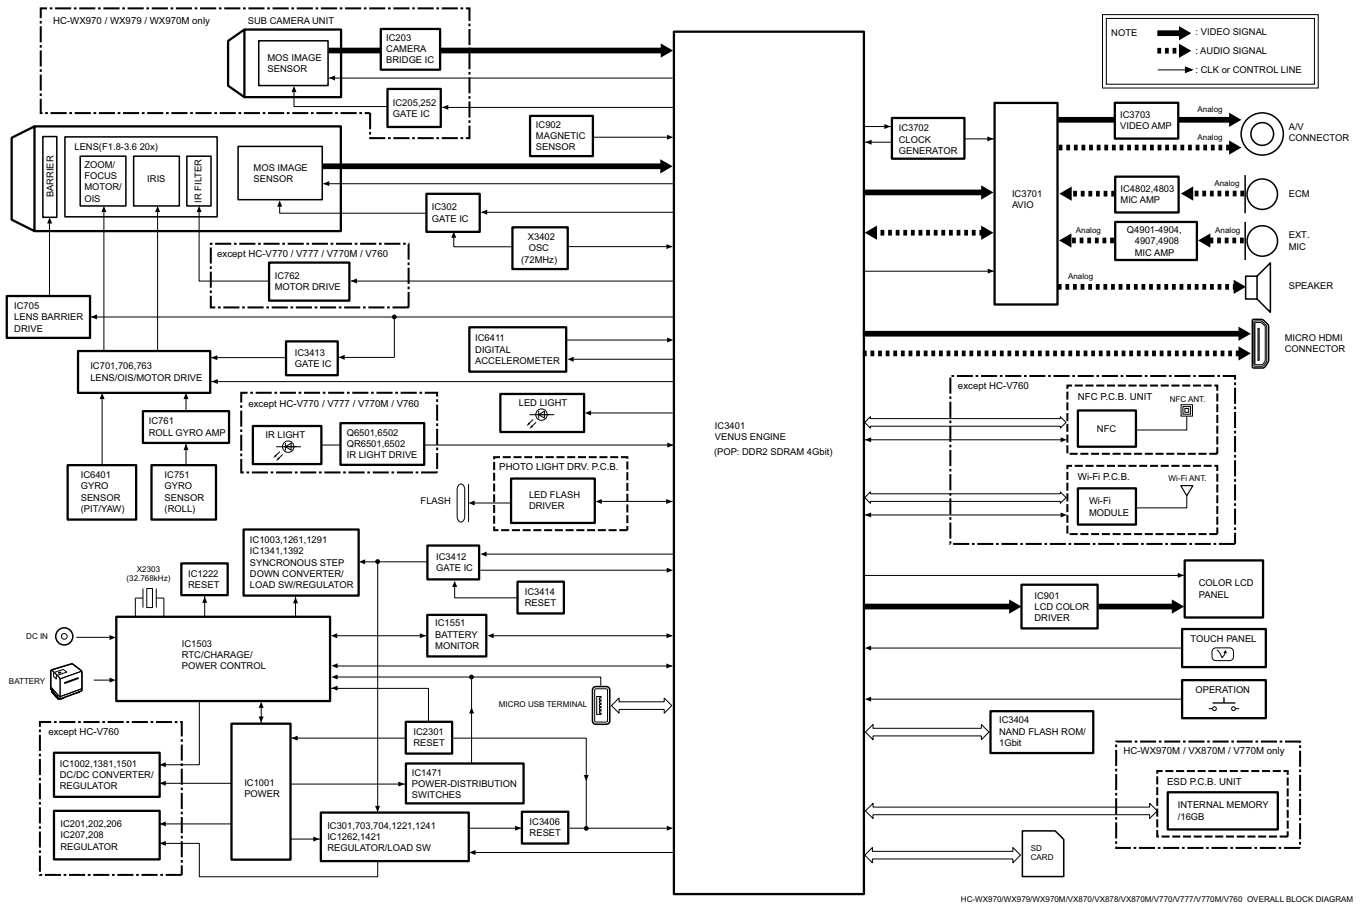 HC-WX970 / WX979 / WX970M only
SUB CAMERA UNIT
MOS IMAGE
SENSOR
IC203
CAMERA
BRIDGE IC
IC205,252
GATE IC
NOTE
: VIDEO SIGNAL
: AUDIO SIGNAL
: CLK or CONTROL LINE
BARRIER
LENS(F1.8-3.6 20x)
ZOOM/
FOCUS
MOTOR/
OIS
IRIS
IR FILTER
MOS IMAGE
SENSOR
IC902
MAGNETIC
SENSOR
IC302
GATE IC
X3402
OSC
(72MHz)
except HC-V770 / V777 / V770M / V760
IC762
MOTOR DRIVE
IC705
LENS BARRIER
DRIVE
IC3413
GATE IC
IC6411
DIGITAL
ACCELEROMETER
IC701,706,763
LENS/OIS/MOTOR DRIVE
IC761
ROLL GYRO AMP
IC6401
GYRO
SENSOR
(PIT/YAW)
IC751
GYRO
SENSOR
(ROLL)
except HC-V770 / V777 / V770M / V760
IR LIGHT
Q6501,6502
QR6501,6502
IR LIGHT DRIVE
LED LIGHT
PHOTO LIGHT DRV. P.C.B.
FLASH
LED FLASH
DRIVER
IC3401
VENUS ENGINE
(POP: DDR2 SDRAM 4Gbit)
IC3702
CLOCK
GENERATOR
IC3701
AVIO
IC3703
VIDEO AMP
Analog
Analog
A/V
CONNECTOR
IC4802,4803
MIC AMP
Analog
ECM
Analog
Q4901-4904,
4907,4908
MIC AMP
Analog
EXT.
MIC
Analog
SPEAKER
MICRO HDMI
CONNECTOR
except HC-V760
NFC P.C.B. UNIT
NFC ANT.
NFC
Wi-Fi P.C.B.
Wi-Fi ANT.
Wi-Fi
MODULE
X2303
(32.768kHz)
IC1222
RESET
IC1003,1261,1291
IC1341,1392
SYNCRONOUS STEP
DOWN CONVERTER/
LOAD SW/REGULATOR
IC3412
GATE IC
IC3414
RESET
DC IN
BATTERY
IC1503
RTC/CHARAGE/
POWER CONTROL
IC1551
BATTERY
MONITOR
MICRO USB TERMINAL
except HC-V760
IC1002,1381,1501
DC/DC CONVERTER/
REGULATOR
IC201,202,206
IC207,208
REGULATOR
IC1001
POWER
IC2301
RESET
IC1471
POWER-DISTRIBUTION
SWITCHES
IC301,703,704,1221,1241
IC1262,1421
REGULATOR/LOAD SW
IC3406
RESET
COLOR LCD
PANEL
IC901
LCD COLOR
DRIVER
TOUCH PANEL
OPERATION
IC3404
NAND FLASH ROM/
1Gbit
HC-WX970M / VX870M / V770M only
ESD P.C.B. UNIT
INTERNAL MEMORY
/16GB
SD
CARD
HC-WX970/WX979/WX970M/VX870/VX878/VX870M/V770/V777/V770M/V760 OVERALL BLOCK DIAGRAM